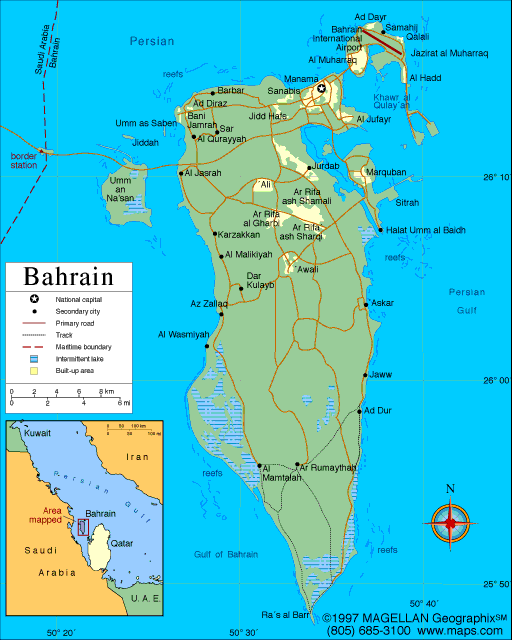 Ad Dayr
Samahij
Bahrain
International
Airport
Qalali
Persian
Saudi Arabia
Bahrain
Jazirat al Muharraq
Al Muharraq
reefs
Manama
Al Hadd
Barbar
Sanabis
Khawr al
Qulay'an
Ad Diraz
Umm as Saben
Bani
Jamrah
Jidd Hafs
Al Jufayr
Sar
Jiddah
Al Qurayyah
border
station
Jurdab
Al Jasrah
Marquban
26° 10'
Umm
an
Na'san
'Ali
Ar Rifa
ash Shamali
Sitrah
Ar Rifa
al Gharbi
Ar Rifa
ash Sharqi
Halat Umm al Baidh
Karzakkan
Al Malikiyah
reefs
'Awali
Bahrain
Dar
Kulayb
Persian
Gulf
National capital
Secondary city
Primary road
Track
Maritime boundary
Intermittent lake
Built-up area
Az Zallaq
Askar
Al Wasmiyah
0 2 4 6 8 km
0 2 4 6 mi
26° 00'
Jaww
Ad Dur
Kuwait
0 50 100 150 km
0 50 100 mi
Iran
Persian Gulf
Al
Mamtalah
Ar Rumaythah
reefs
Area
mapped
Bahrain
N
Qatar
Saudi
Arabia
Gulf of Bahrain
reefs
U. A. E.
25° 50'
Ra's al Barr
50° 20'
50° 30'
50° 40'
©1997 MAGELLAN Geographix℠
(805) 685-3100 www.maps.com